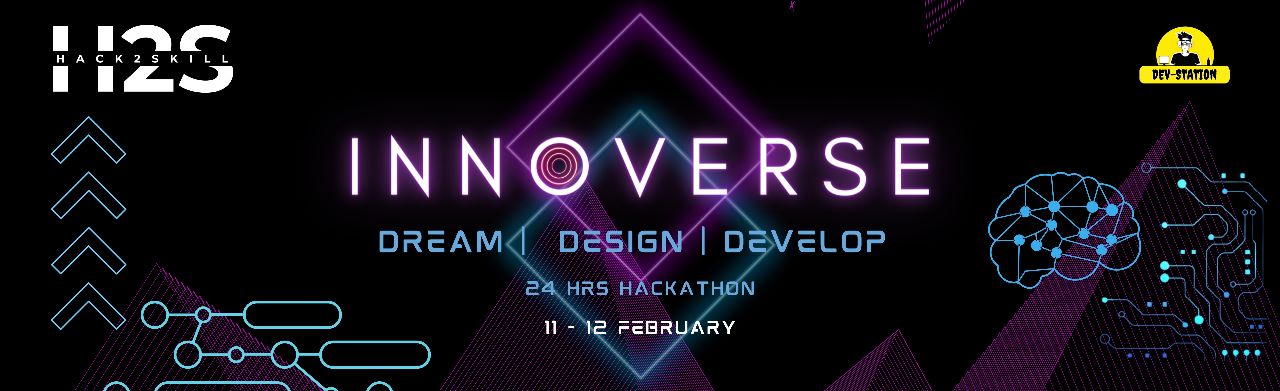 H2S
HACK2SKILL
DEV-STATION
INNOVERSE
DREAM | DESIGN | DEVELOP
24 HRS HACKATHON
11 - 12 FEBRUARY